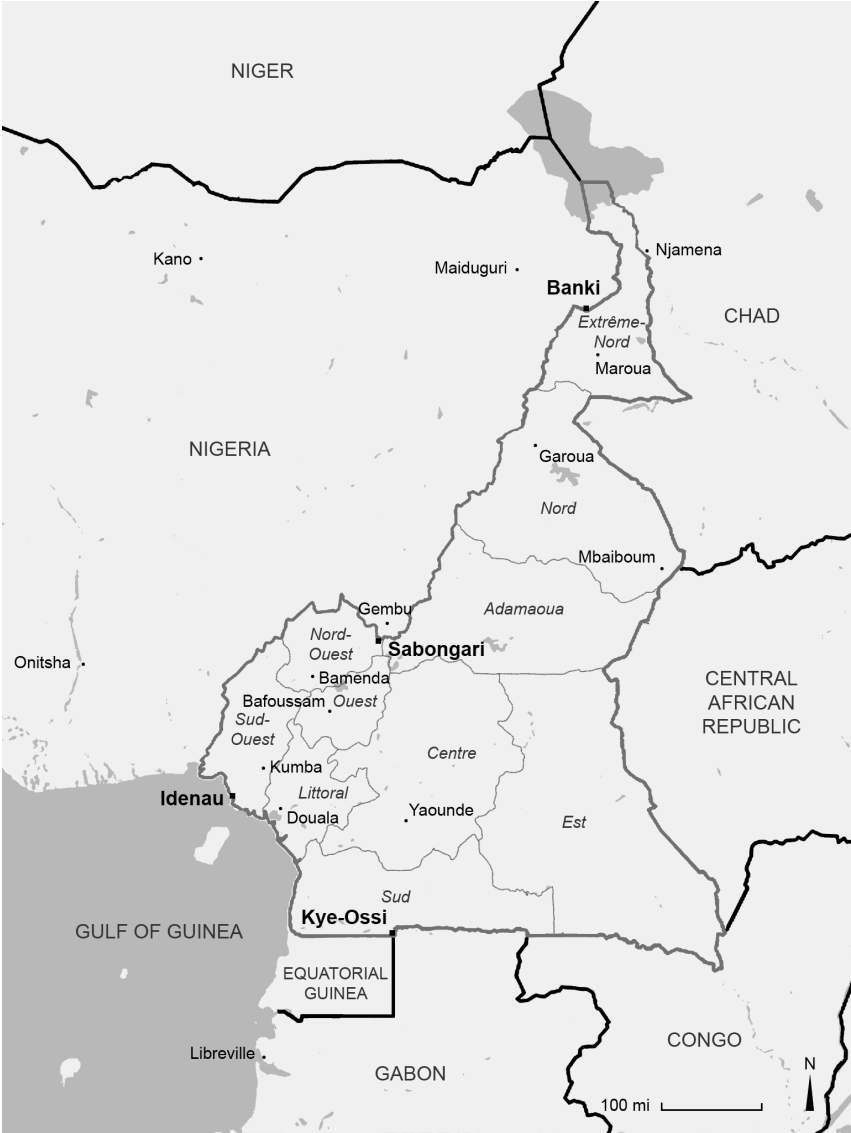 NIGER
Kano
Maiduguri
Njamena
Banki
CHAD
Extrême-
Nord
Maroua
NIGERIA
Garoua
Nord
Mbaiboum
Gembu
Adamaoua
Nord-
Ouest
Sabongari
Onitsha
Bamenda
CENTRAL
AFRICAN
REPUBLIC
Bafoussam
Ouest
Sud-
Ouest
Centre
Kumba
Idenau
Littoral
Douala
Yaounde
Est
Sud
Kye-Ossi
GULF OF GUINEA
EQUATORIAL
GUINEA
Libreville
GABON
CONGO
N
100 mi